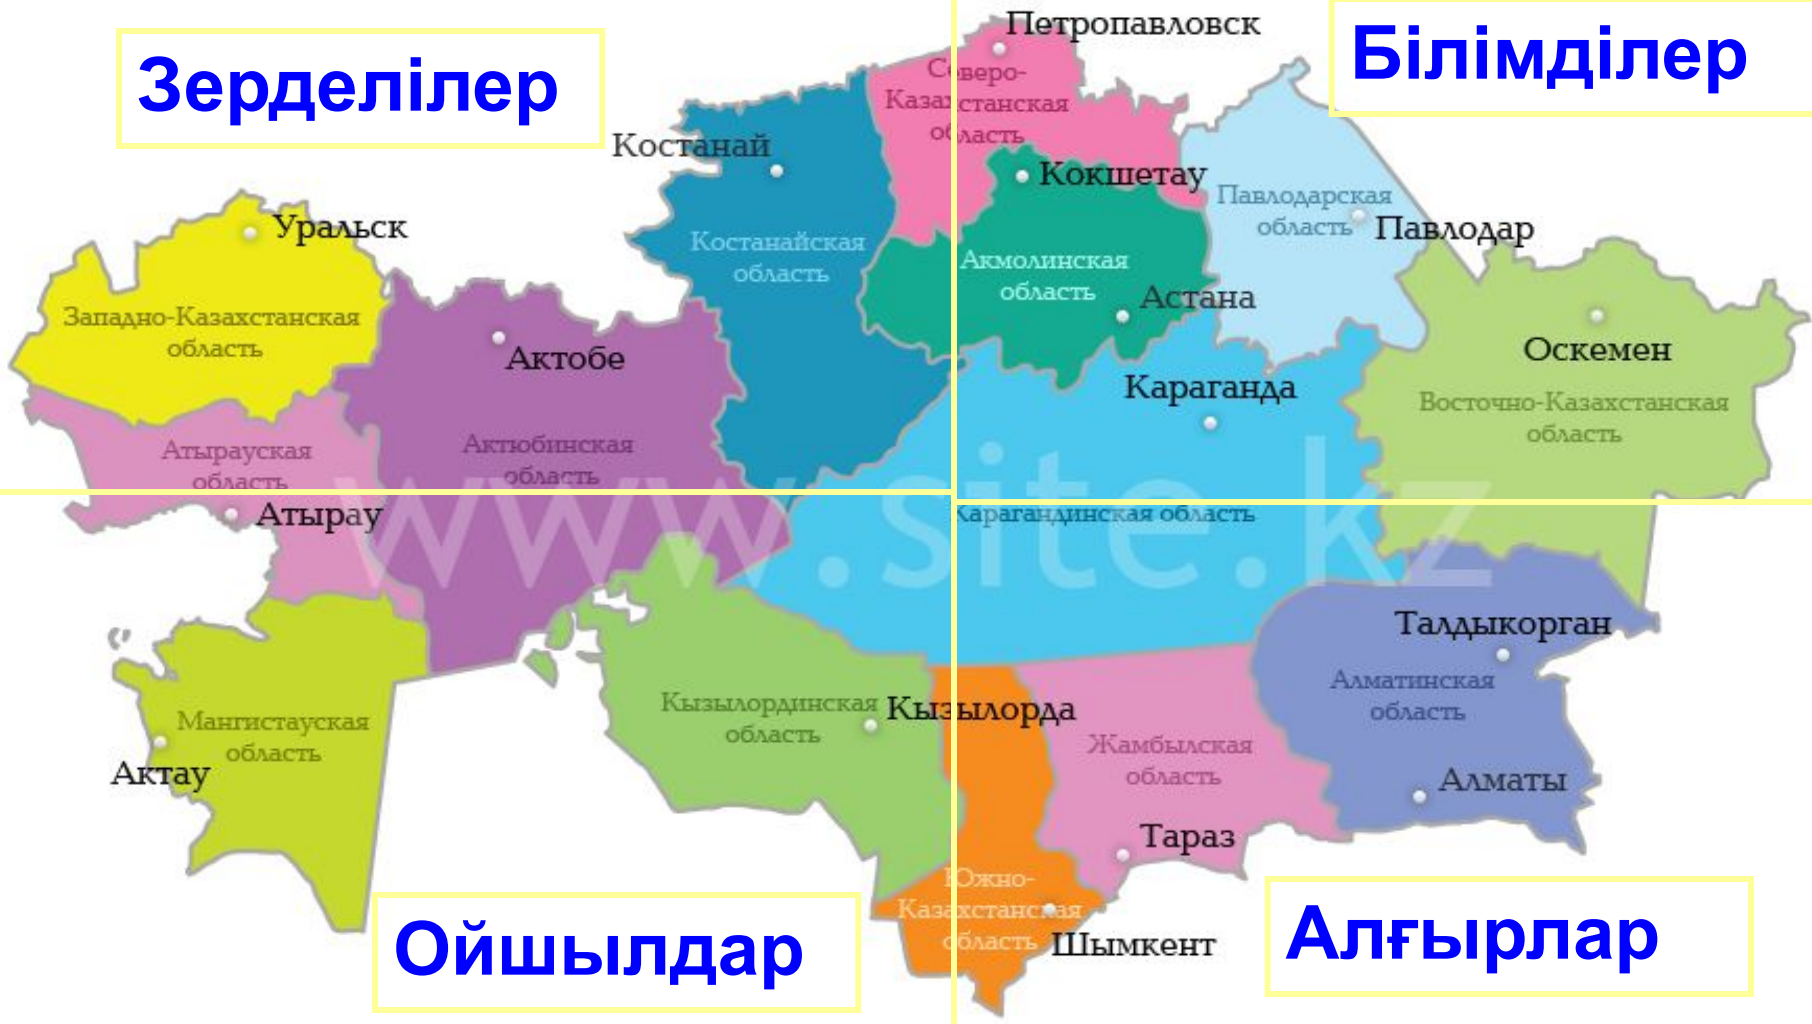 Зерделілер
Білімділер
Петропавловск
Северо-
Казахстанская
область
Костанай
Кокшетау
Павлодарская
область
Павлодар
Уральск
Костанайская
область
Акмолинская
область
Астана
Западно-Казахстанская
область
Актобе
Оскемен
Караганда
Восточно-Казахстанская
область
Атырауская
область
Актюбинская
область
www.site.kz
Атырау
Карагандинская область
Талдыкорган
Алматинская
область
Мангистауская
область
Кызылординская
область
Кызылорда
Жамбылская
область
Актау
Алматы
Тараз
Южно-
Казахстанская
область
Шымкент
Ойшылдар
Алғырлар